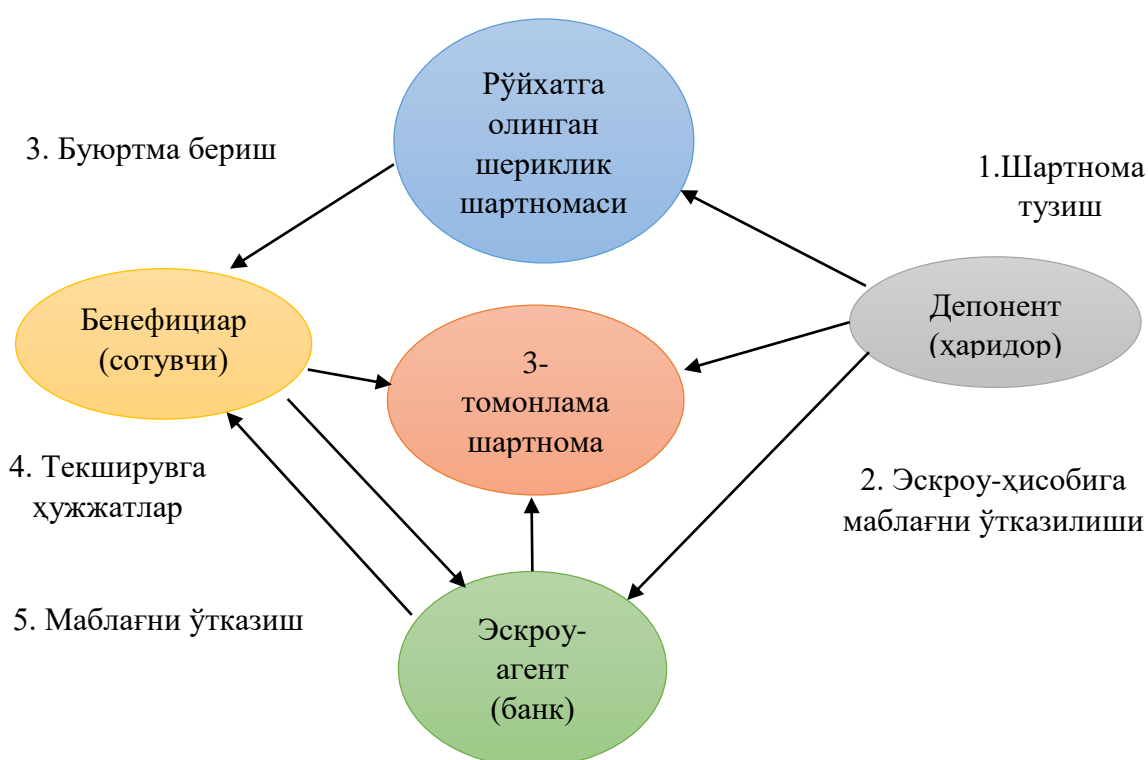 Рўйхатга
олинган
шериклик
шартномаси
3. Буюртма бериш
1.Шартнома
тузиш
Бенефициар
(сотувчи)
3-
томонлама
шартнома
Депонент
(ҳаридор)
4. Текширувга
ҳужжатлар
2. Эскроу-ҳисобига
маблағни ўтказилиши
5. Маблағни ўтказиш
Эскроу-
агент
(банк)